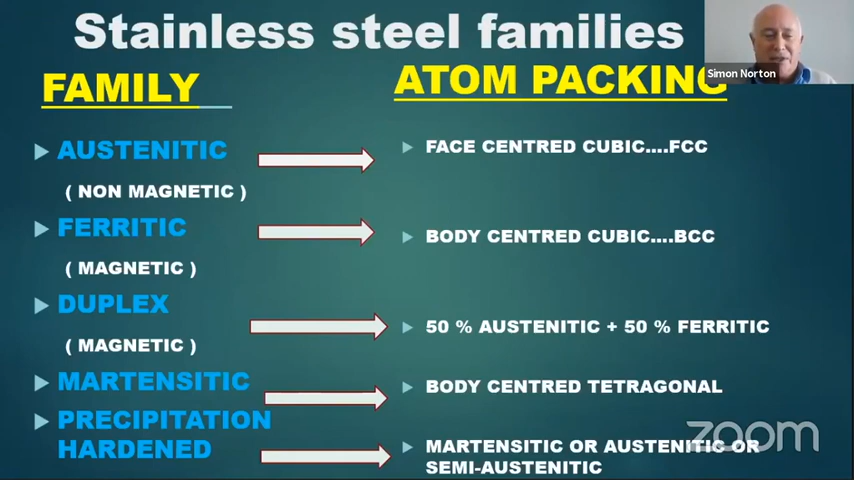 Stainless steel families
Simon Norton
FAMILY
ATOM PACKING
AUSTENITIC
FACE CENTRED CUBIC....FCC
( NON MAGNETIC )
FERRITIC
BODY CENTRED CUBIC....BCC
( MAGNETIC )
DUPLEX
50 % AUSTENITIC + 50 % FERRITIC
( MAGNETIC )
MARTENSITIC
BODY CENTRED TETRAGONAL
PRECIPITATION
HARDENED
MARTENSITIC OR AUSTENITIC OR
SEMI-AUSTENITIC
zoom